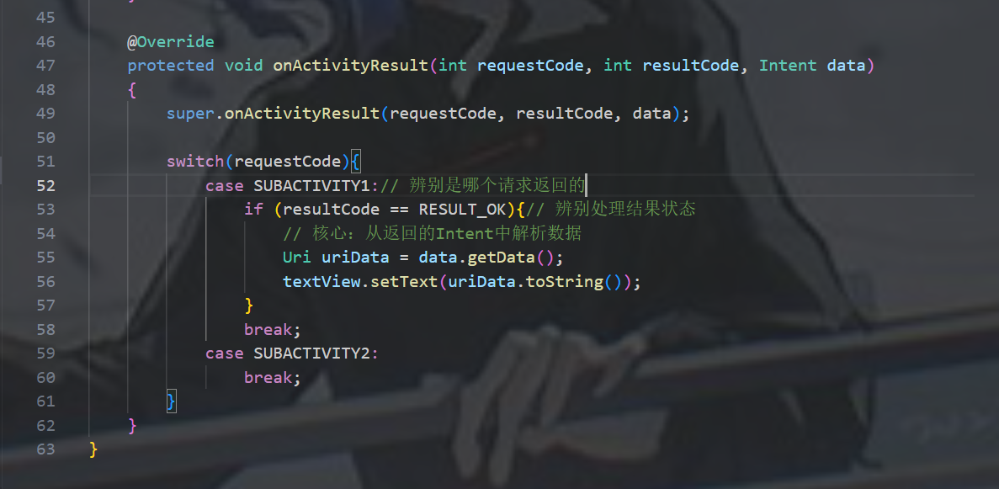 45
46 @Override
47 protected void onActivityResult(int requestCode, int resultCode, Intent data)
48 {
49 super.onActivityResult(requestCode, resultCode, data);
50
51 switch(requestCode){
52 case SUBACTIVITY1:// 辨别是哪个请求返回的
53 if (resultCode == RESULT_OK){// 辨别处理结果状态
54 // 核心：从返回的Intent中解析数据
55 Uri uriData = data.getData();
56 textView.setText(uriData.toString());
57 }
58 break;
59 case SUBACTIVITY2:
60 break;
61 }
62 }
63 }